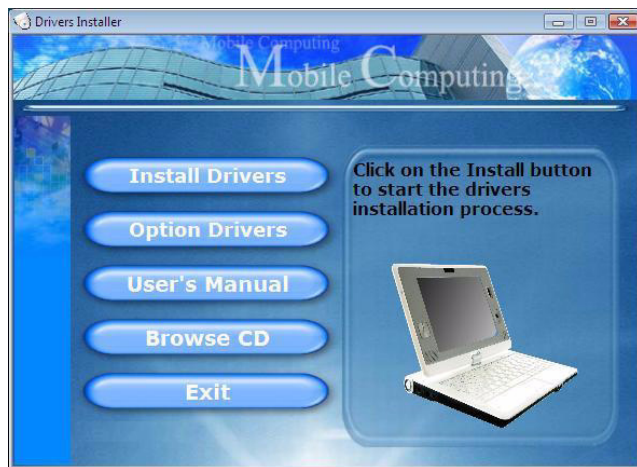 Drivers Installer
Mobile Computing
Mobile Computing
Install Drivers
Click on the Install button
to start the drivers
installation process.
Option Drivers
User's Manual
Browse CD
Exit